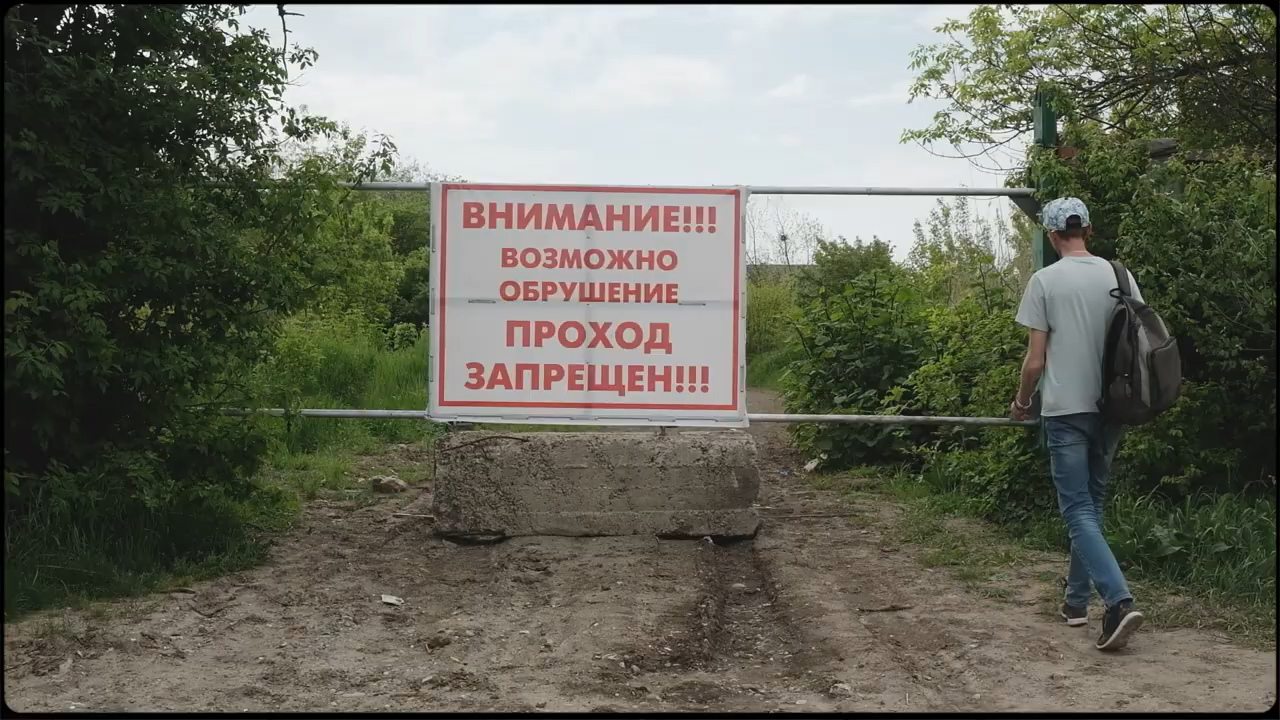 ВНИМАНИЕ!!!
ВОЗМОЖНО
ОБРУШЕНИЕ
ПРОХОД
ЗАПРЕЩЕН!!!